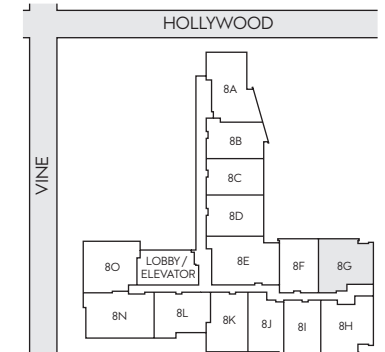 HOLLYWOOD
VINE
8A
8B
8C
8D
8O
LOBBY /
ELEVATOR
8E
8F
8G
8N
8L
8K
8J
8I
8H